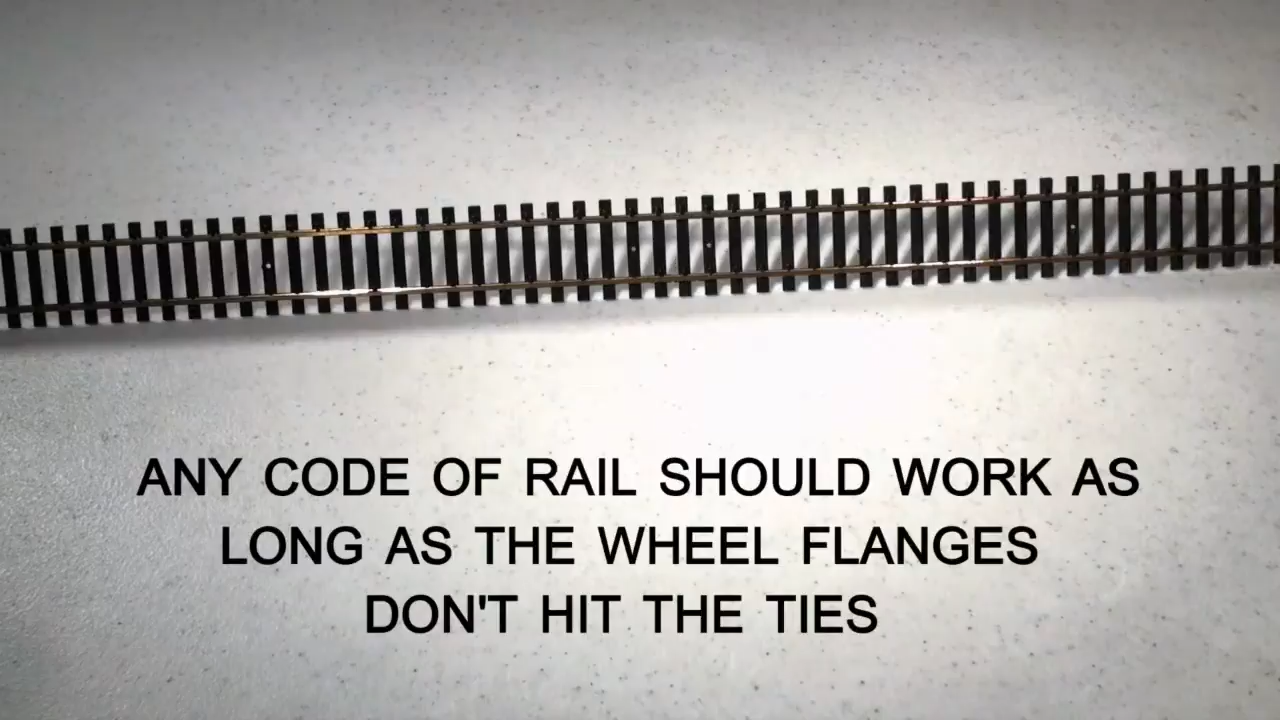 ANY CODE OF RAIL SHOULD WORK AS
LONG AS THE WHEEL FLANGES
DON'T HIT THE TIES